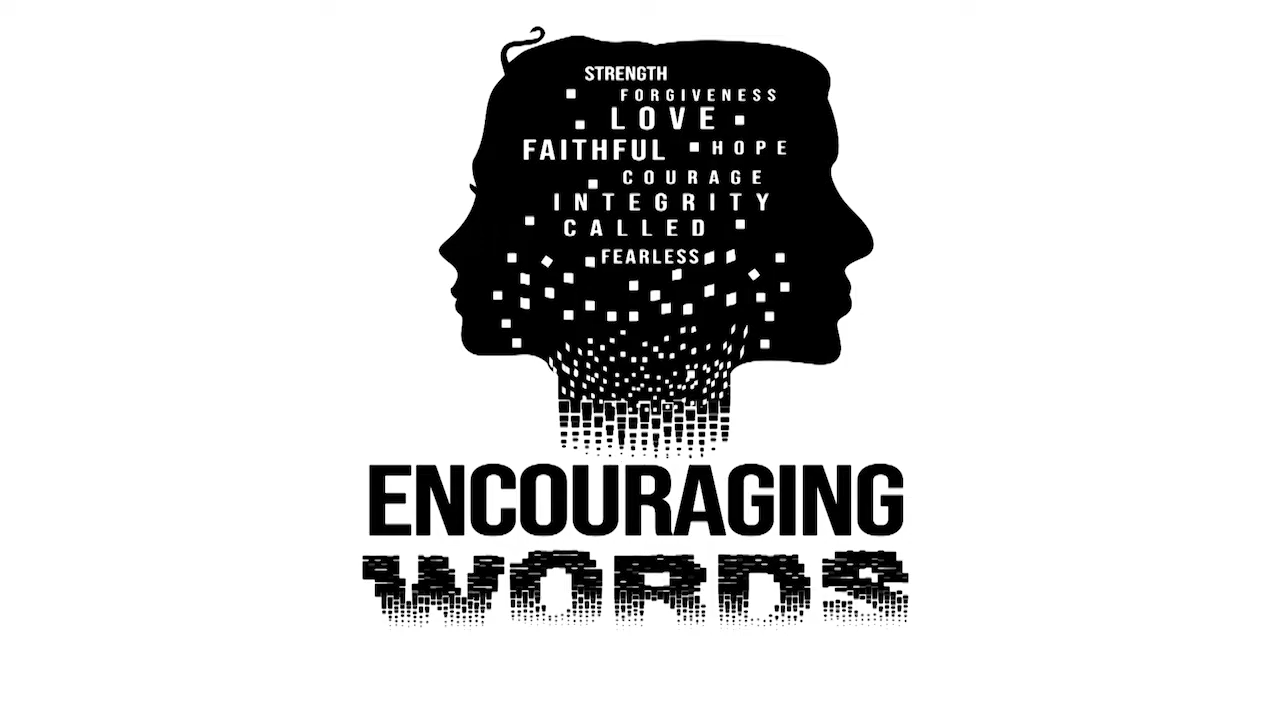 STRENGTH
FORGIVENESS
LOVE
FAITHFUL HOPE
COURAGE
INTEGRITY
CALLED
FEARLESS
ENCOURAGING
WORDS